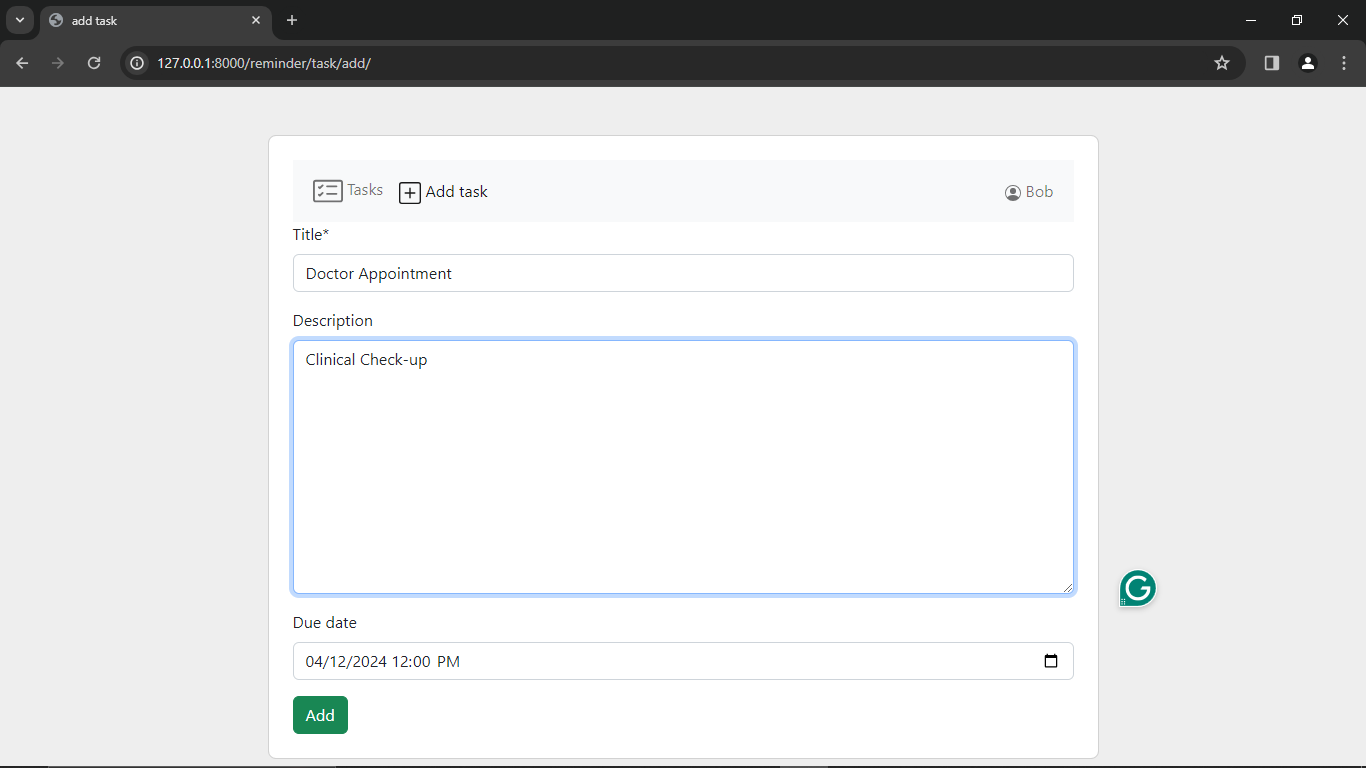 add task
127.0.0.1:8000/reminder/task/add/
Tasks
Add task
Bob
Title*
Doctor Appointment
Description
Clinical Check-up
Due date
04/12/2024 12:00 PM
Add